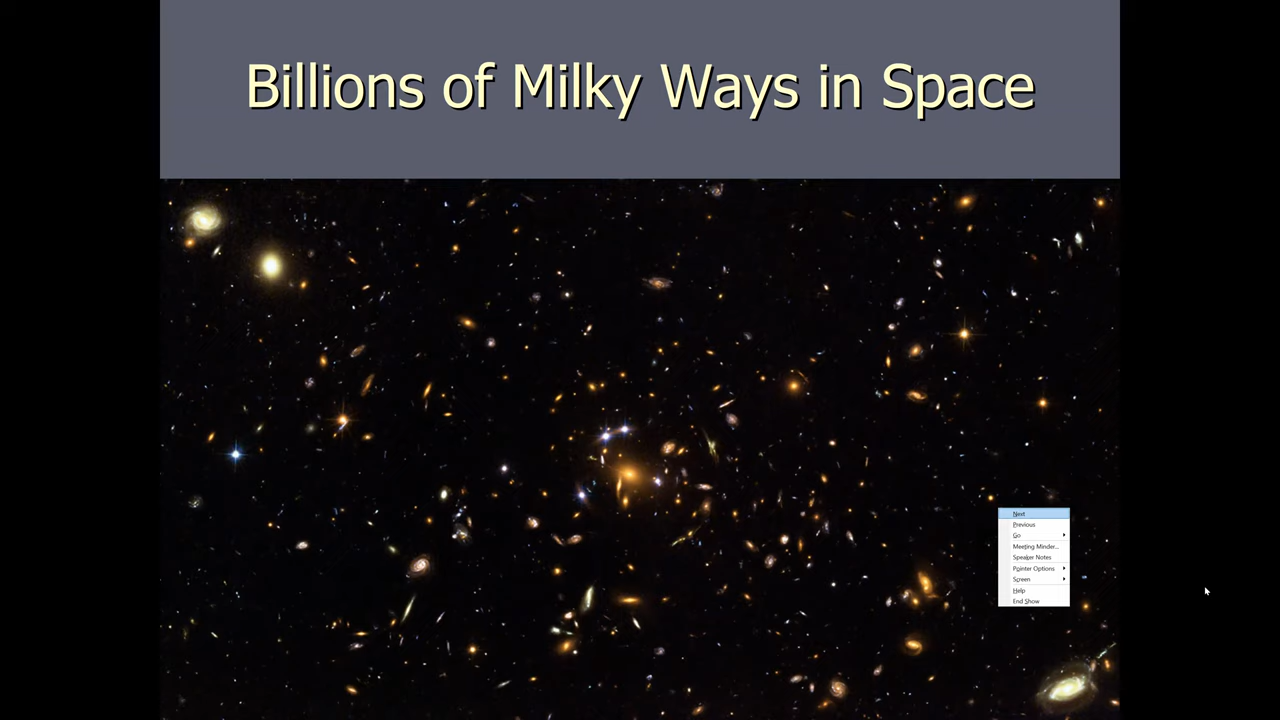 Billions of Milky Ways in Space
Next
Previous
Go
Meeting Minder...
Speaker Notes
Pointer Options
Screen
Help
End Show